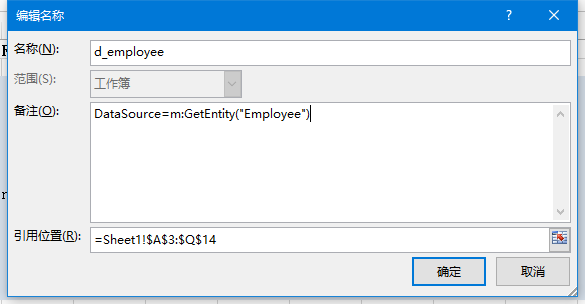 编辑名称
名称(N): d_employee
范围(S): 工作簿
备注(O): DataSource=m:GetEntity("Employee")
引用位置(R): =Sheet1!$A$3:$Q$14
确定 取消